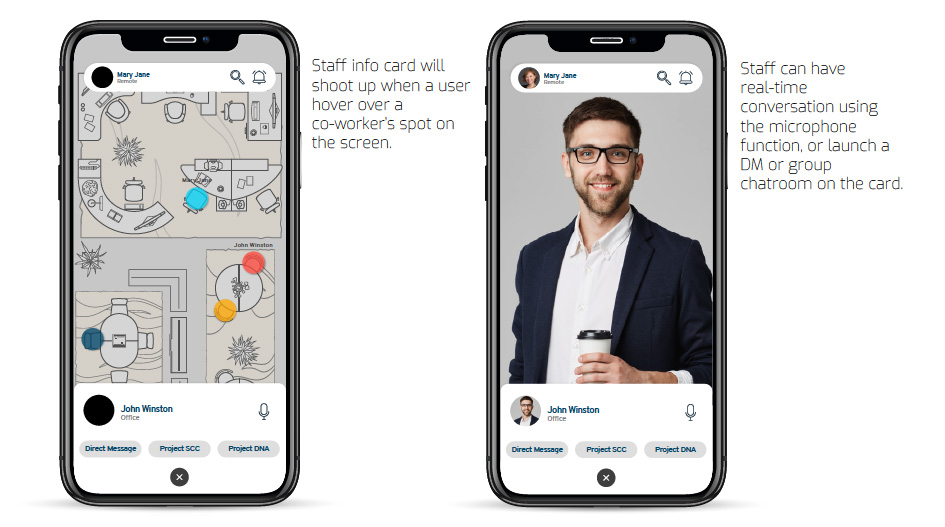 Mary Jane
Remote
Mary Jane
John Winston
John Winston
Office
Direct Message
Project SCC
Project DNA
Staff info card will
shoot up when a user
hover over a
co-worker's spot on
the screen.
Mary Jane
Remote
John Winston
Office
Direct Message
Project SCC
Project DNA
Staff can have
real-time
conversation using
the microphone
function, or launch a
DM or group
chatroom on the card.